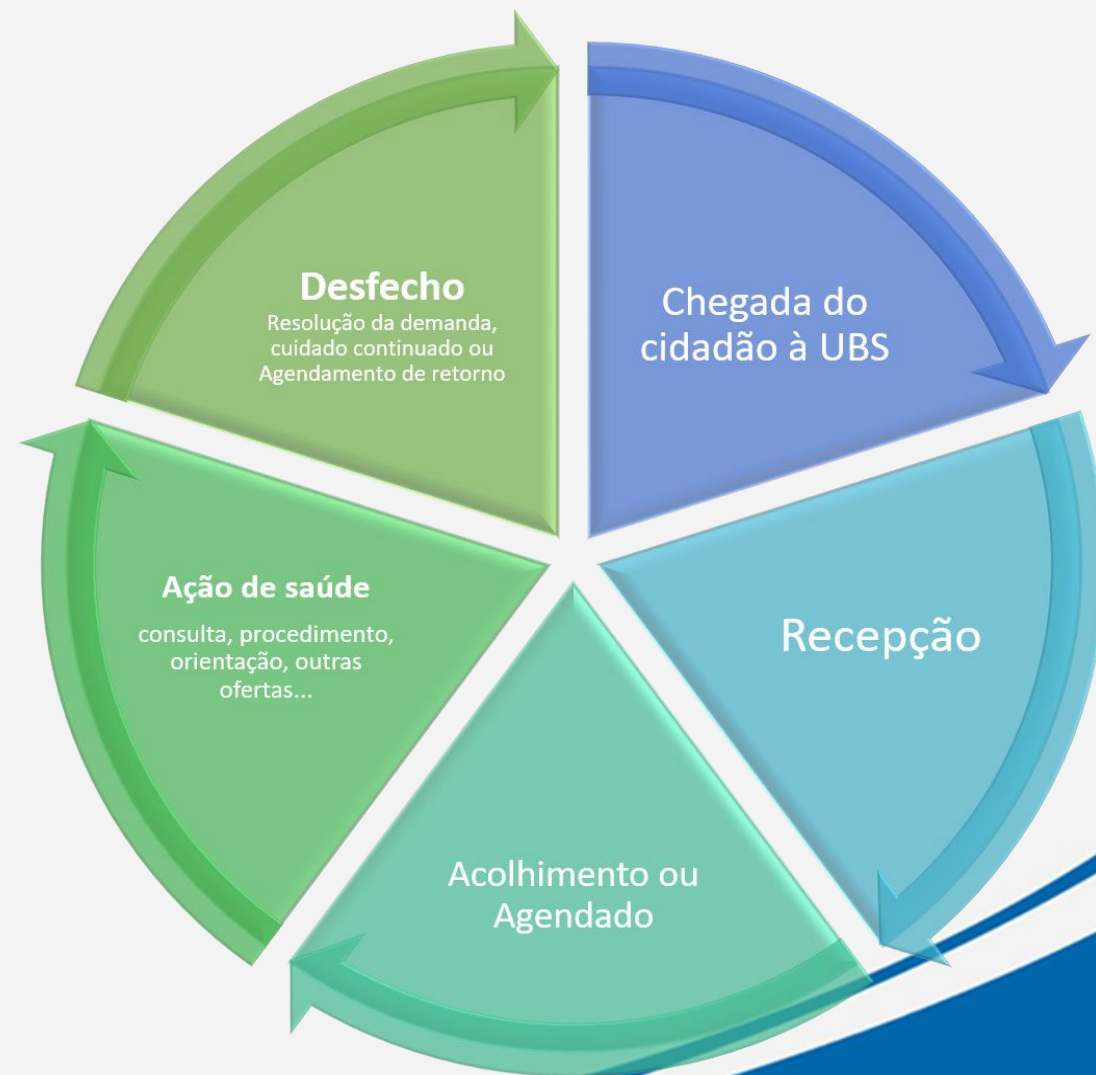 Chegada do
cidadão à UBS
Recepção
Acolhimento ou
Agendado
Ação de saúde
consulta, procedimento,
orientação, outras
ofertas...
Desfecho
Resolução da demanda,
cuidado continuado ou
Agendamento de retorno